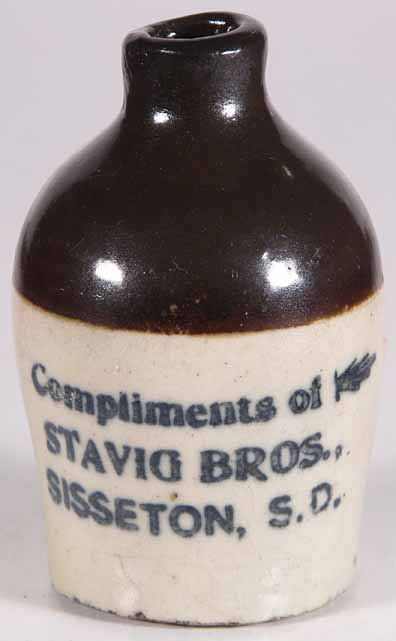 Compliments of
STAVIG BROS.,
SISSETON, S.D.